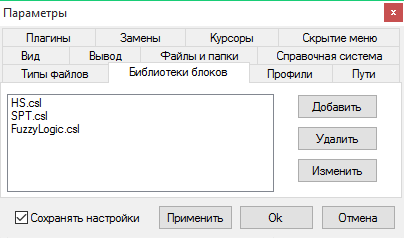 Параметры
Плагины Замены Курсоры Скрытие меню
Вид Вывод Файлы и папки Справочная система
Типы файлов Библиотеки блоков Профили Пути
HS.csl
SPT.csl
FuzzyLogic.csl
Добавить
Удалить
Изменить
Сохранять настройки Применить Ok Отмена